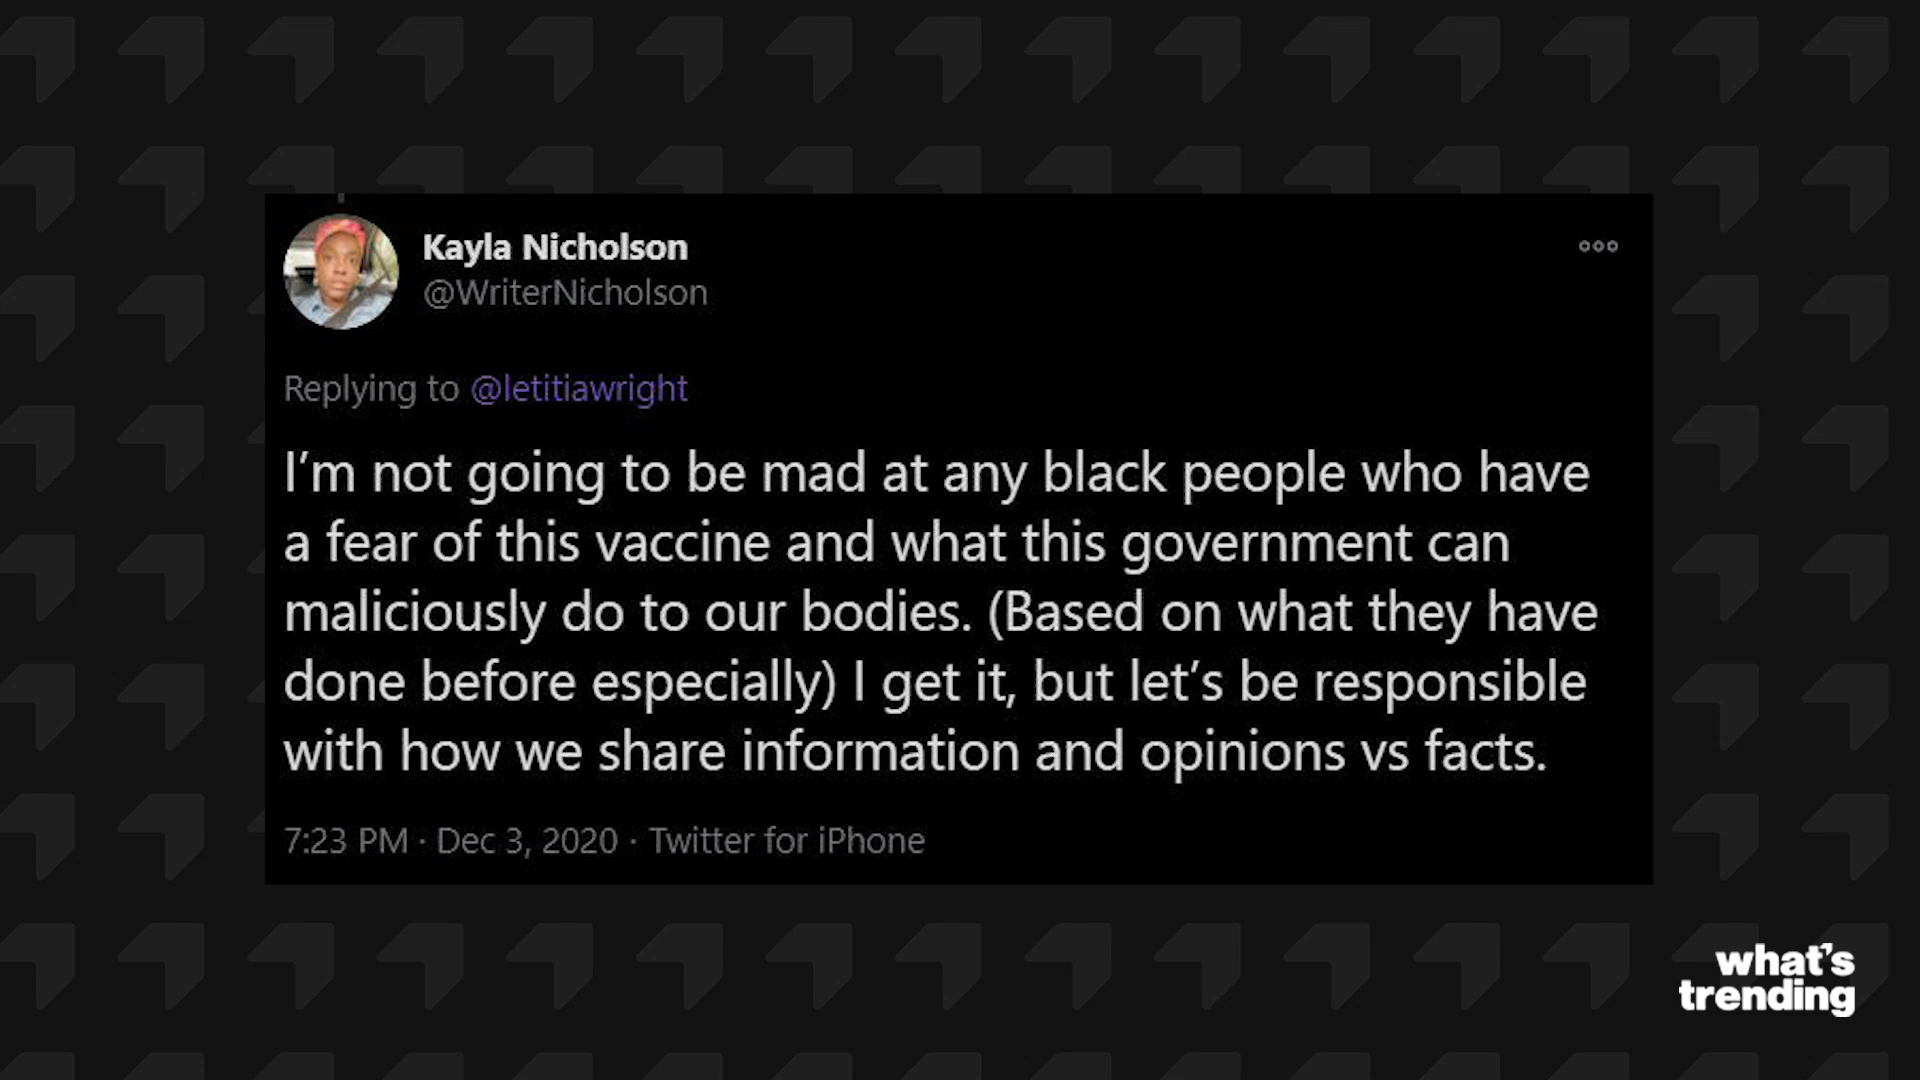 Kayla Nicholson
@WriterNicholson
Replying to @letitiawright
I’m not going to be mad at any black people who have
a fear of this vaccine and what this government can
maliciously do to our bodies. (Based on what they have
done before especially) I get it, but let’s be responsible
with how we share information and opinions vs facts.
7:23 PM · Dec 3, 2020 · Twitter for iPhone
what's
trending